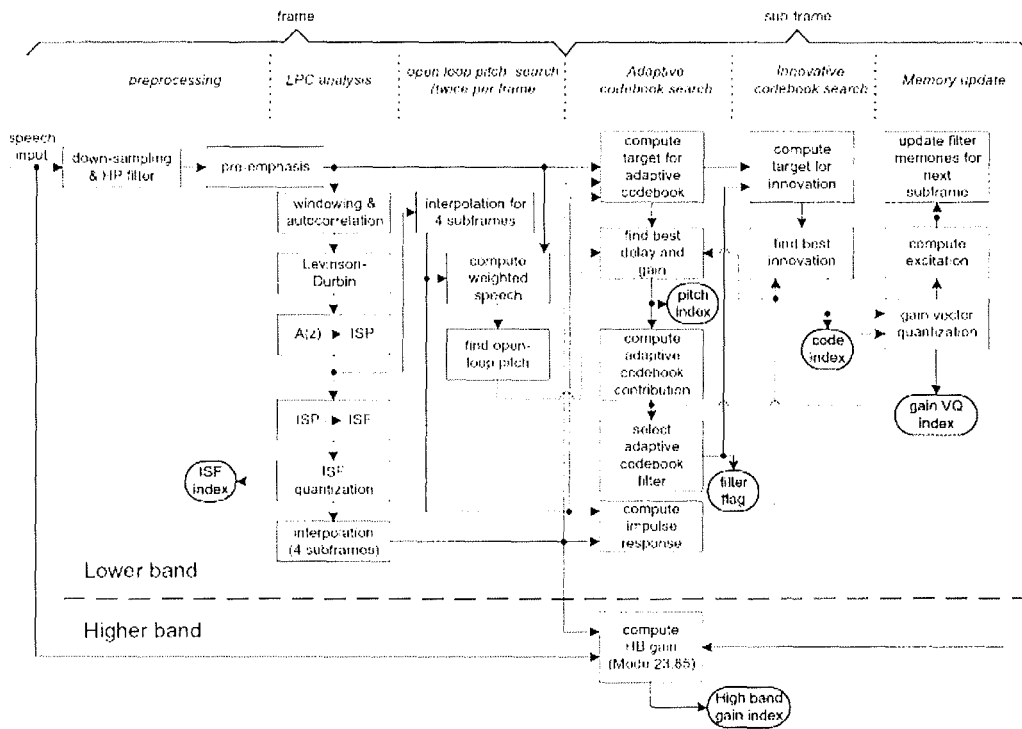 frame
sub frame
preprocessing
LPC analysis
open loop pitch search
(twice per frame
Adaptive
codebook search
Innovative
codebook search
Memory update
speech
input
down-sampling
& HP filter
pre-emphasis
windowing &
autocorrelation
Levinson-
Durbin
A(z) ISP
ISP ISF
ISF
quantization
ISF
index
interpolation
(4 subframes)
interpolation for
4 subframes
compute
weighted
speech
find open-
loop pitch
compute
target for
adaptive
codebook
find best
delay and
gain
pitch
index
compute
adaptive
codebook
contribution
select
adaptive
codebook
filter
filter
flag
compute
impulse
response
compute
target for
innovation
find best
innovation
code
index
update filter
memories for
next
subframe
compute
excitation
gain vector
quantization
gain VQ
index
Lower band
Higher band
compute
HB gain
(Mode 23.85)
High band
gain index